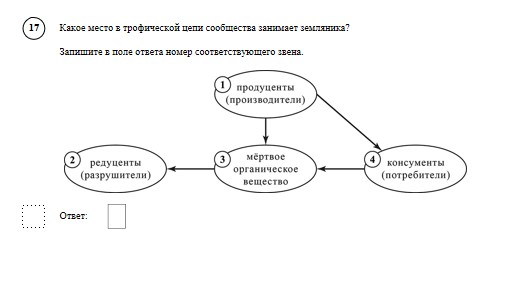 17
Какое место в трофической цепи сообщества занимает земляника?
Запишите в поле ответа номер соответствующего звена.
1
продуценты
(производители)
2
редуценты
(разрушители)
3
мёртвое
органическое
вещество
4
консументы
(потребители)
Ответ: